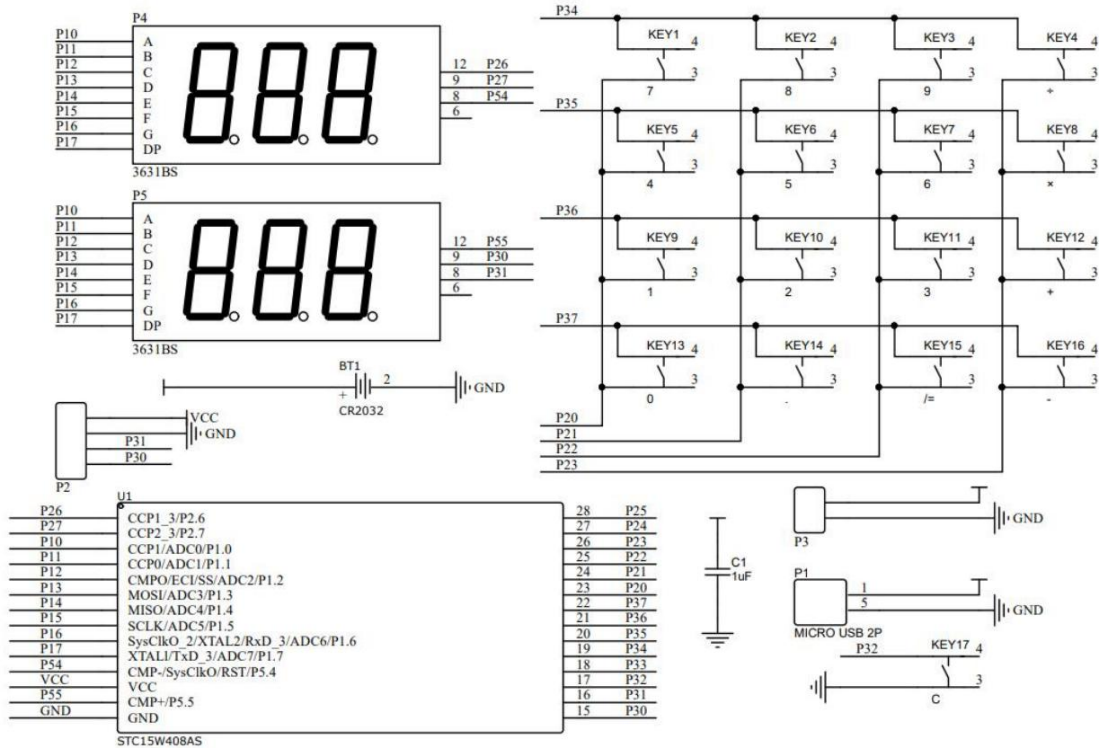 P4
P10 A
P11 B
P12 C 12 P26
P13 D 9 P27
P14 E 8 P54
P15 F 6
P16 G
P17 DP
3631BS
P5
P10 A
P11 B
P12 C 12 P55
P13 D 9 P30
P14 E 8 P31
P15 F 6
P16 G
P17 DP
3631BS
BT1
+ 2 GND
CR2032
VCC
GND
P31
P30
P2
P34
KEY1 4 KEY2 4 KEY3 4 KEY4 4
3 3 3 3
7 8 9 ÷
P35
KEY5 4 KEY6 4 KEY7 4 KEY8 4
3 3 3 3
4 5 6 ×
P36
KEY9 4 KEY10 4 KEY11 4 KEY12 4
3 3 3 3
1 2 3 +
P37
KEY13 4 KEY14 4 KEY15 4 KEY16 4
3 3 3 3
0 . /= -
P20
P21
P22
P23
U1
P26 CCP1_3/P2.6 28 P25
P27 CCP2_3/P2.7 27 P24
P10 CCP1/ADC0/P1.0 26 P23
P11 CCP0/ADC1/P1.1 25 P22
P12 CMPO/ECI/SS/ADC2/P1.2 24 P21
P13 MOSI/ADC3/P1.3 23 P20
P14 MISO/ADC4/P1.4 22 P37
P15 SCLK/ADC5/P1.5 21 P36
P16 SysClkO_2/XTAL2/RxD_3/ADC6/P1.6 20 P35
P17 XTALI/TxD_3/ADC7/P1.7 19 P34
P54 CMP-/SysClkO/RST/P5.4 18 P33
VCC VCC 17 P32
P55 CMP+/P5.5 16 P31
GND GND 15 P30
STC15W408AS
C1
1uF
GND
P3
P1
1
5 GND
MICRO USB 2P
P32 KEY17 4
3
C